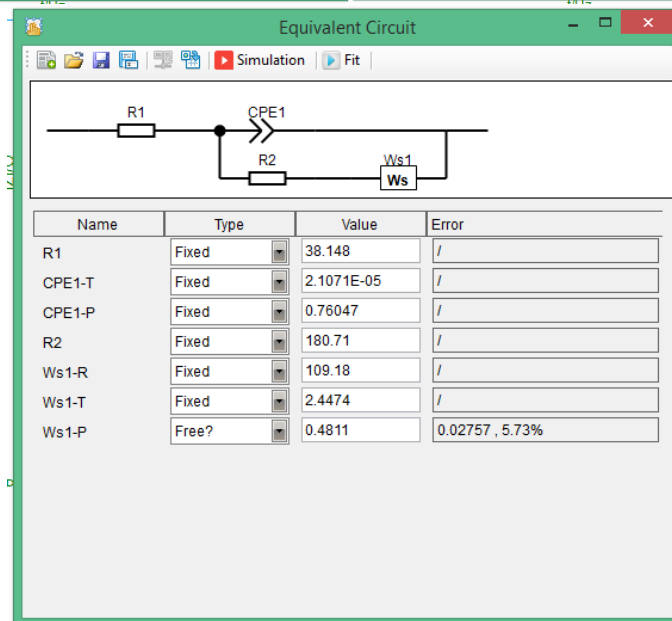 Equivalent Circuit
Simulation Fit
R1 CPE1
R2 Ws1
Ws
Name Type Value Error
R1 Fixed 38.148 /
CPE1-T Fixed 2.1071E-05 /
CPE1-P Fixed 0.76047 /
R2 Fixed 180.71 /
Ws1-R Fixed 109.18 /
Ws1-T Fixed 2.4474 /
Ws1-P Free? 0.4811 0.02757 , 5.73%